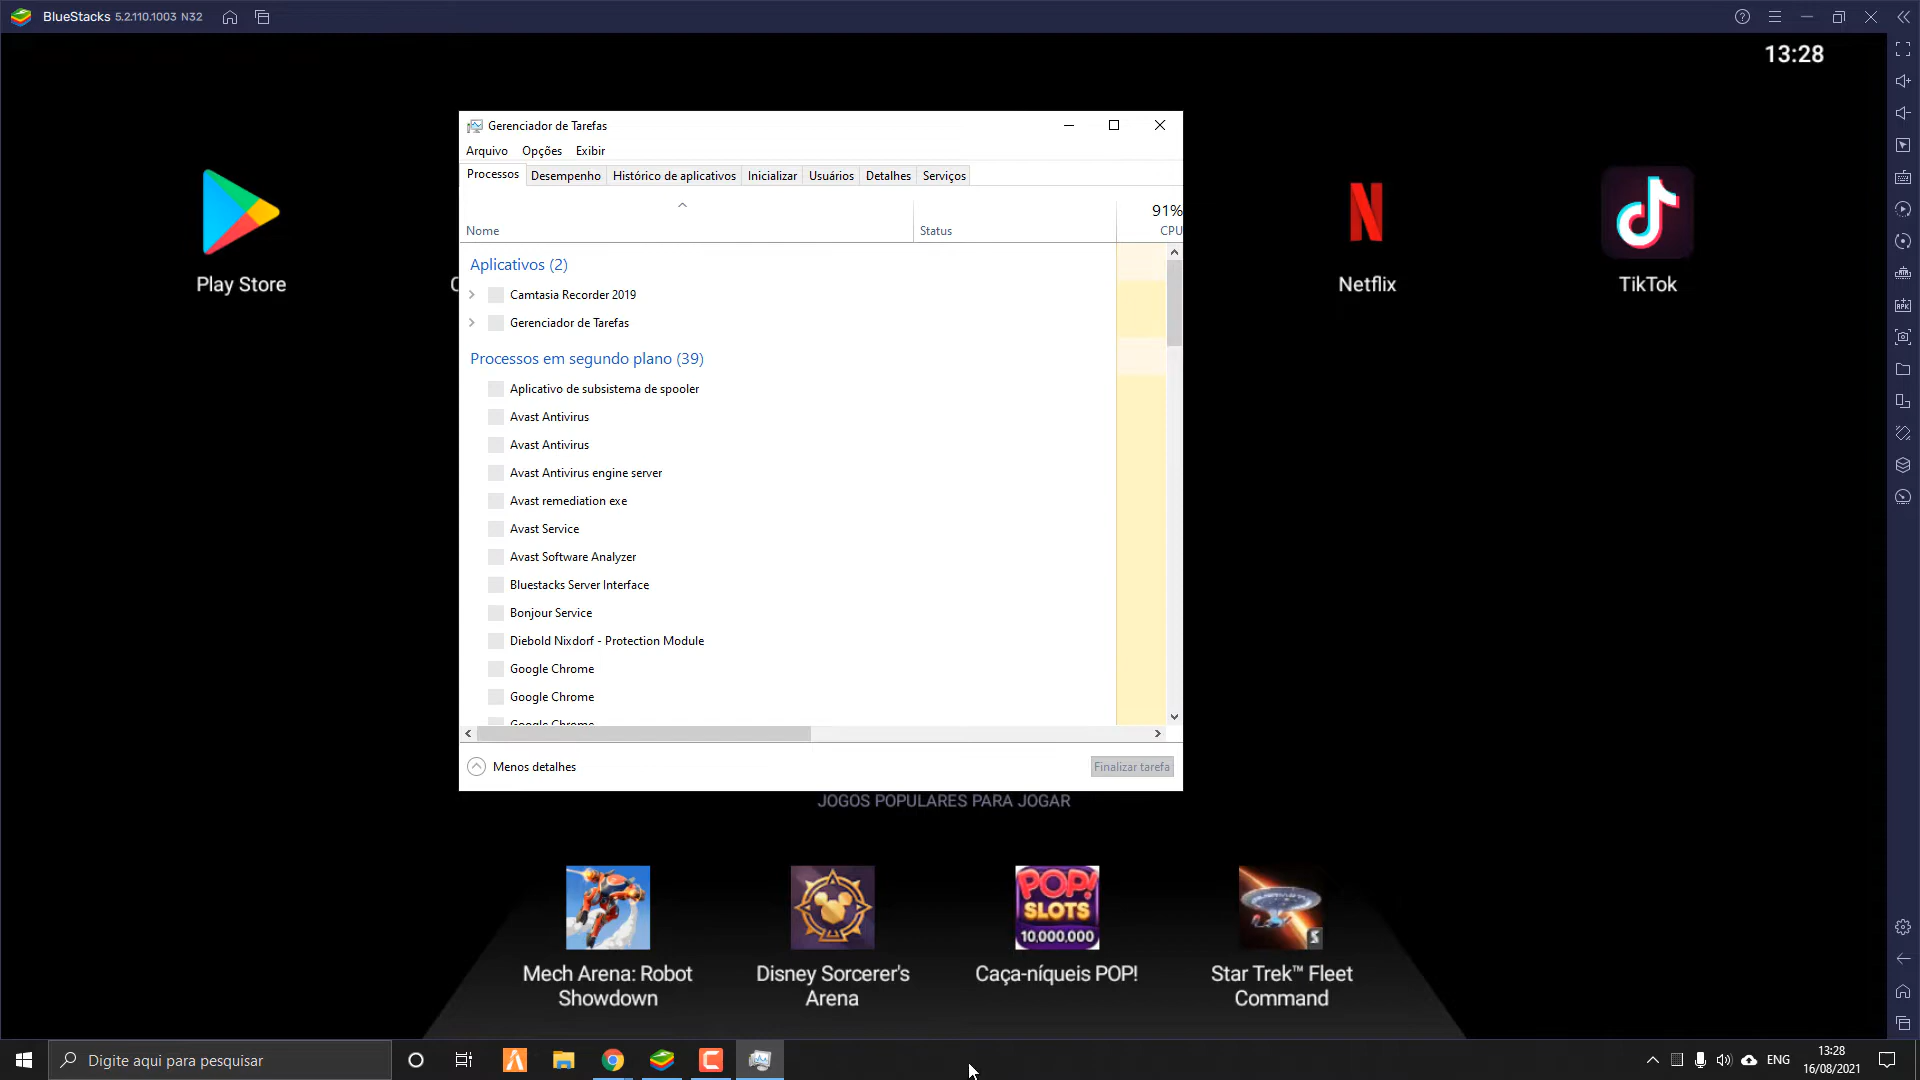 BlueStacks 5.2.110.1003 N32
13:28
Gerenciador de Tarefas
Arquivo Opções Exibir
Processos Desempenho Histórico de aplicativos Inicializar Usuários Detalhes Serviços
91%
Nome Status CPU
Aplicativos (2)
Camtasia Recorder 2019
Gerenciador de Tarefas
Processos em segundo plano (39)
Aplicativo de subsistema de spooler
Avast Antivirus
Avast Antivirus
Avast Antivirus engine server
Avast remediation exe
Avast Service
Avast Software Analyzer
Bluestacks Server Interface
Bonjour Service
Diebold Nixdorf - Protection Module
Google Chrome
Google Chrome
Google Chrome
Menos detalhes Finalizar tarefa
Play Store
Netflix
TikTok
JOGOS POPULARES PARA JOGAR
POP!
SLOTS
10,000,000
Mech Arena: Robot
Showdown
Disney Sorcerer's
Arena
Caça-níqueis POP!
Star Trek™ Fleet
Command
Digite aqui para pesquisar
ENG
13:28
16/08/2021
APK